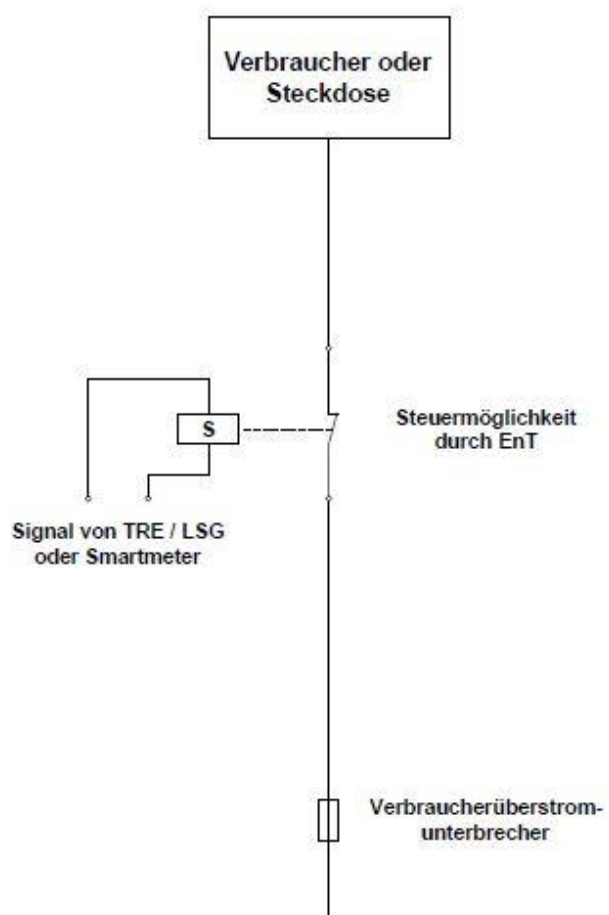 Verbraucher oder
Steckdose
S
Steuermöglichkeit
durch EnT
Signal von TRE / LSG
oder Smartmeter
Verbraucherüberstrom-
unterbrecher